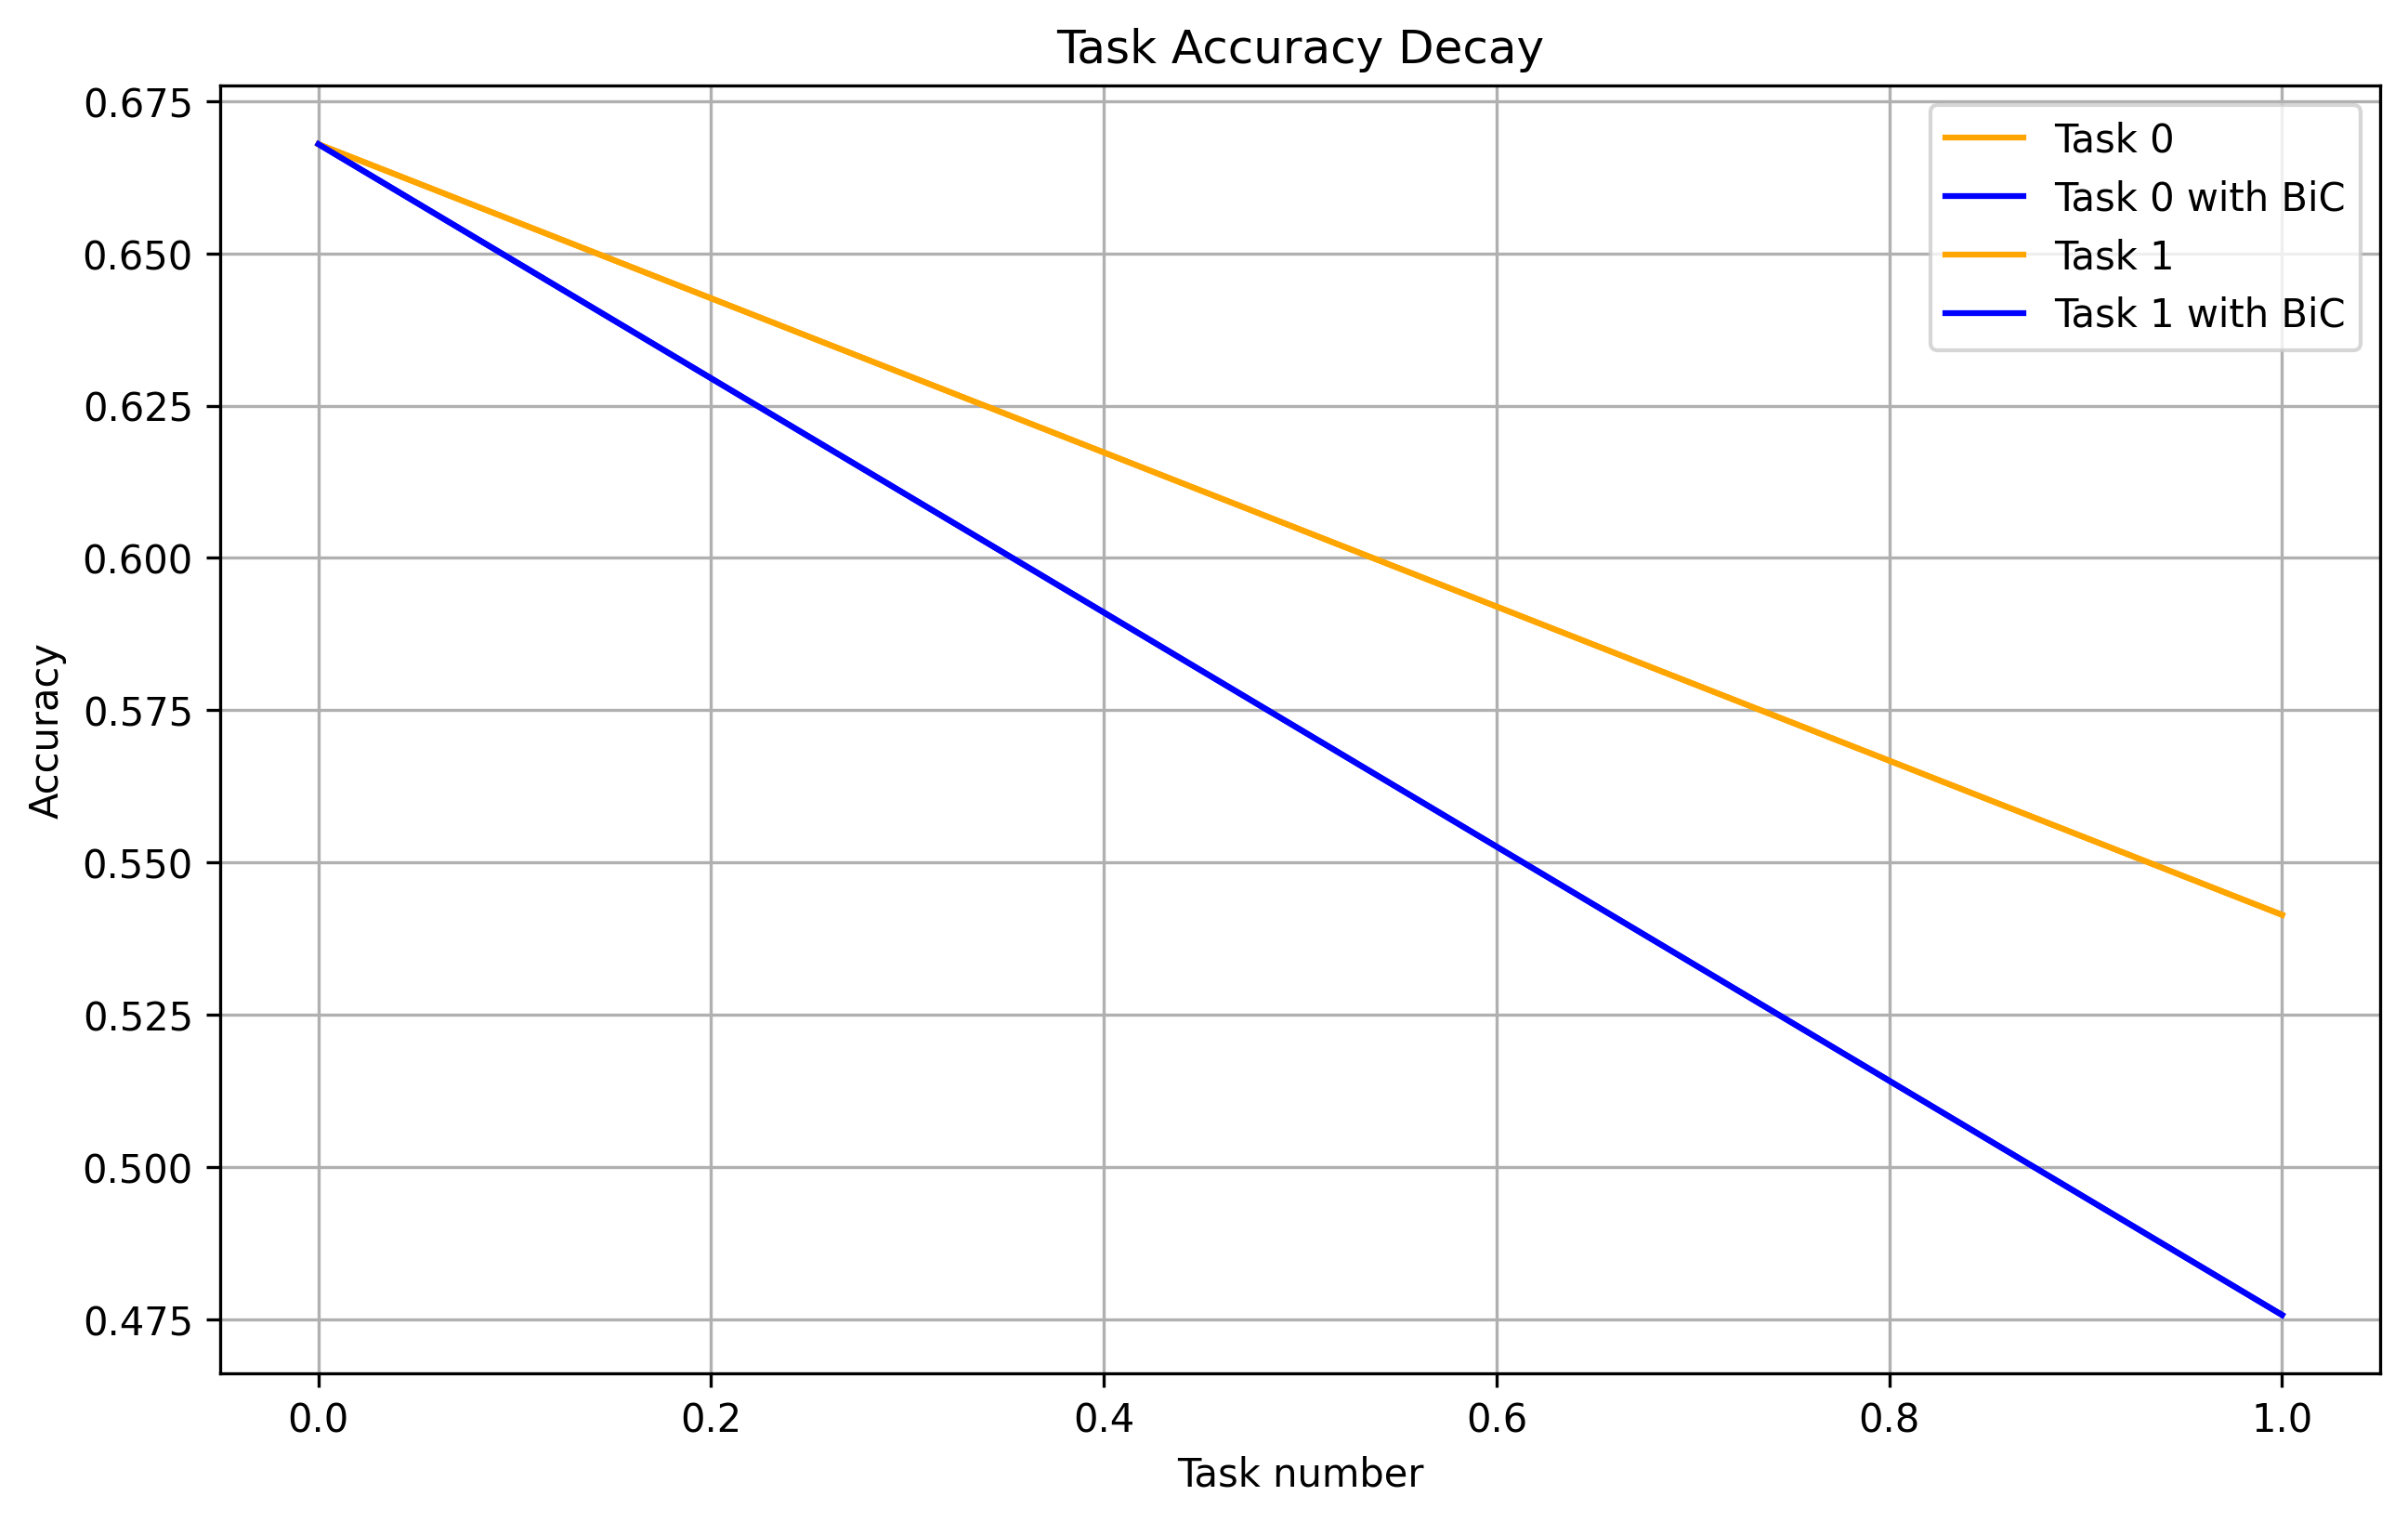 Task Accuracy Decay
0.675
0.650
0.625
0.600
0.575
0.550
0.525
0.500
0.475
Accuracy
Task 0
Task 0 with BiC
Task 1
Task 1 with BiC
0.0
0.2
0.4
0.6
0.8
1.0
Task number